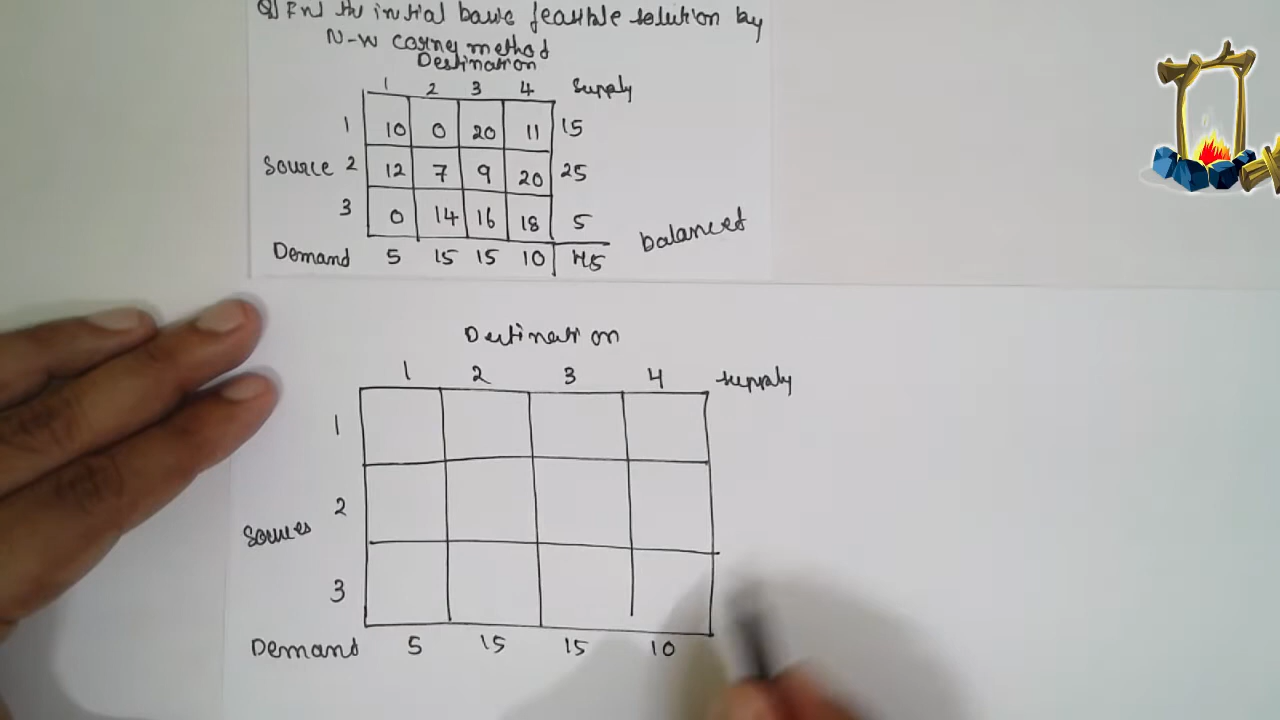 Q) Find the initial basic feasible solution by
N-W corner method
Destination
1 2 3 4 Supply
1 10 0 20 11 15
Source 2 12 7 9 20 25
3 0 14 16 18 5
Demand 5 15 15 10 45
balanced
Destination
1 2 3 4 supply
1
2
Sources
3
Demand 5 15 15 10